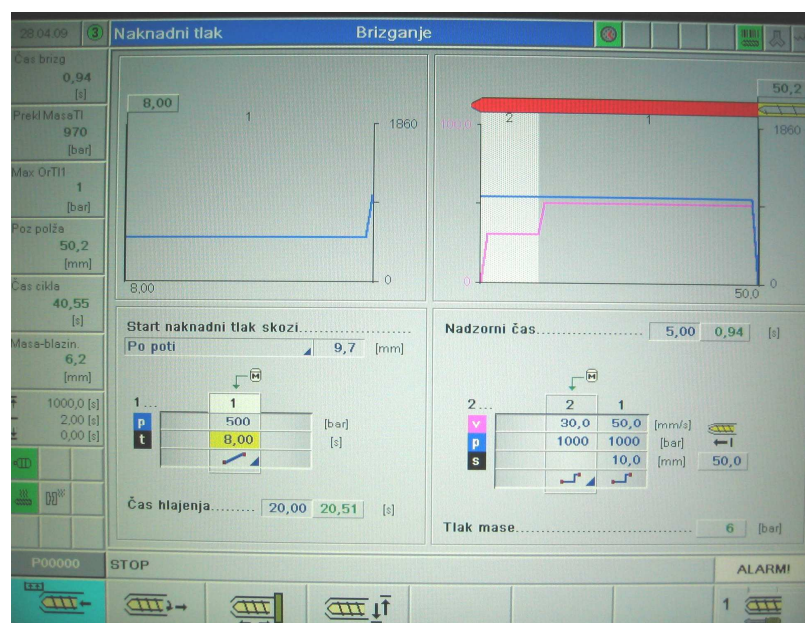 28.04.09 3 Naknadni tlak Brizganje
Čas brizg
0,94
[s]
Prekl MasaTl
970
[bar]
Max OrTl1
1
[bar]
Poz polža
50,2
[mm]
Čas cikla
40,55
[s]
Masa-blazin.
6,2
[mm]
1000,0 [s]
2,00 [s]
0,00 [s]
8,00
1
1860
0
8,00
50,2
100,0 2 1 1860
0 0
50,0
Start naknadni tlak skozi...................
Po poti 9,7 [mm]
M
1... 1
p 500 [bar]
t 8,00 [s]
Čas hlajenja......... 20,00 20,51 [s]
Nadzorni čas..................... 5,00 0,94 [s]
M
2... 2 1
v 30,0 50,0 [mm/s]
p 1000 1000 [bar]
s 10,0 [mm] 50,0
Tlak mase................................... 6 [bar]
P00000 STOP ALARM!
1